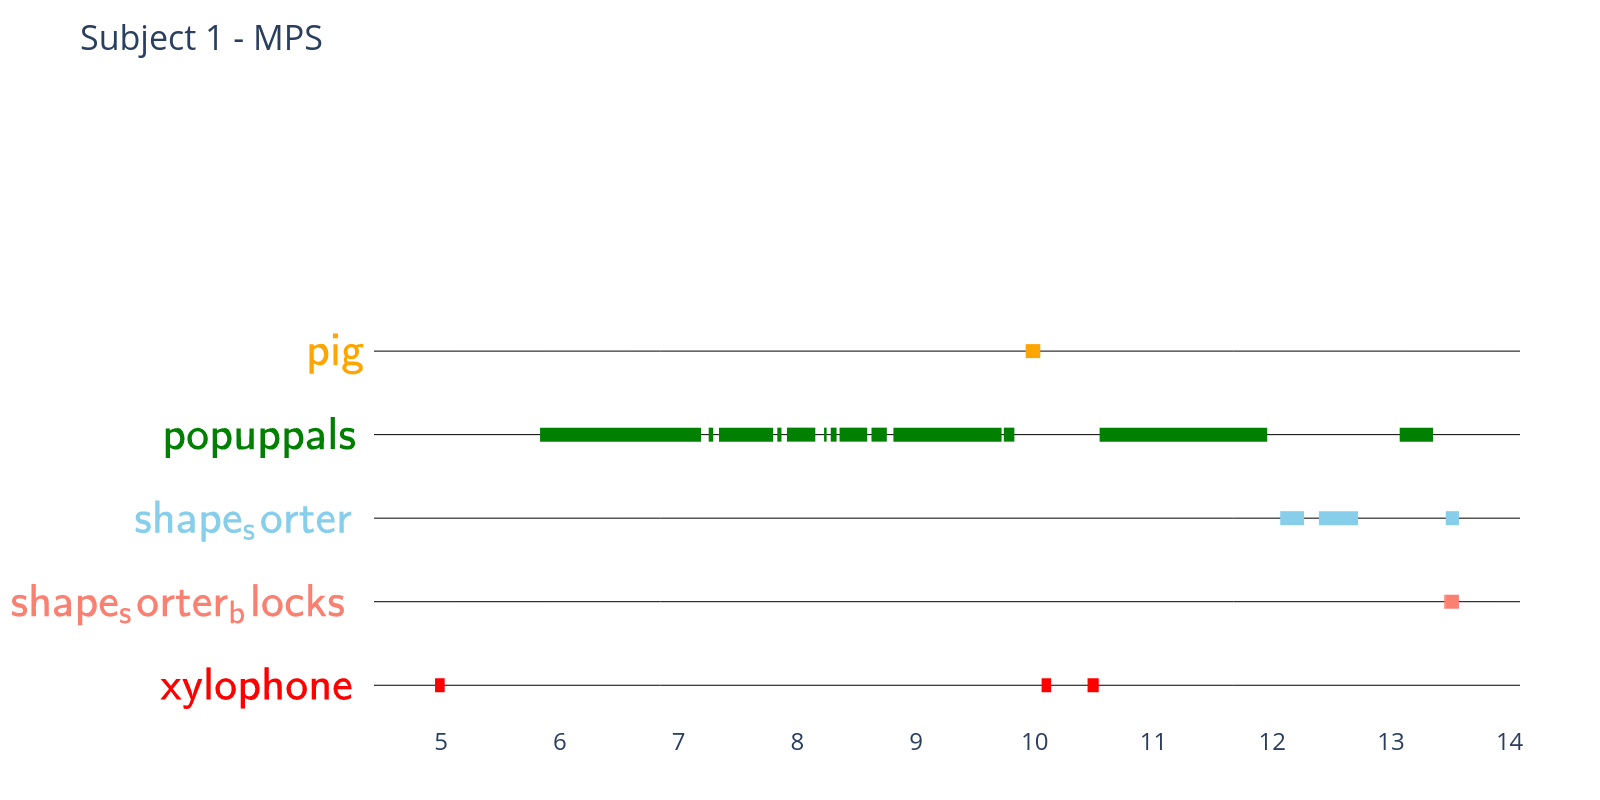 Subject 1 - MPS
pig
popuppals
shapesorter
shapesorterblocks
xylophone
5 6 7 8 9 10 11 12 13 14